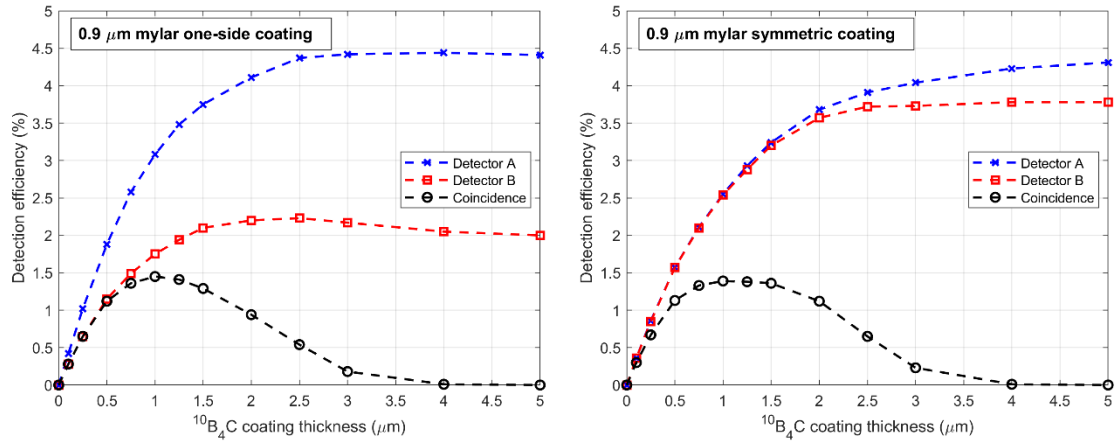 0.9 μm mylar one-side coating
Detection efficiency (%)
5
4.5
4
3.5
3
2.5
2
1.5
1
0.5
0
Detector A
Detector B
Coincidence
0 0.5 1 1.5 2 2.5 3 3.5 4 4.5 5
¹⁰B₄C coating thickness (μm)
0.9 μm mylar symmetric coating
Detection efficiency (%)
5
4.5
4
3.5
3
2.5
2
1.5
1
0.5
0
Detector A
Detector B
Coincidence
0 0.5 1 1.5 2 2.5 3 3.5 4 4.5 5
¹⁰B₄C coating thickness (μm)